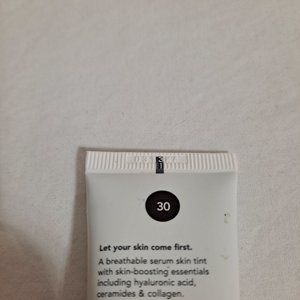 30
Let your skin come first.
A breathable serum skin tint
with skin-boosting essentials
including hyaluronic acid,
ceramides & collagen.